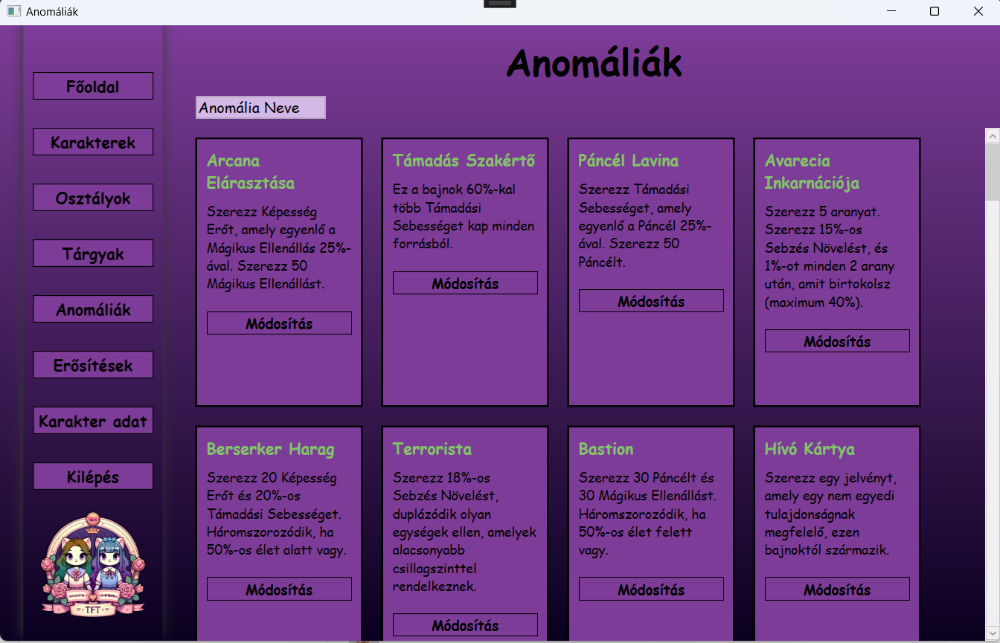 Anomáliák
Főoldal
Karakterek
Osztályok
Tárgyak
Anomáliák
Erősítések
Karakter adat
Kilépés
TFT
Anomáliák
Anomália Neve
Arcana
Elárasztása
Szerezz Képesség
Erőt, amely egyenlő a
Mágikus Ellenállás 25%-
ával. Szerezz 50
Mágikus Ellenállást.
Módosítás
Támadás Szakértő
Ez a bajnok 60%-kal
több Támadási
Sebességet kap minden
forrásból.
Módosítás
Páncél Lavina
Szerezz Támadási
Sebességet, amely
egyenlő a Páncél 25%-
ával. Szerezz 50
Páncélt.
Módosítás
Avarecia
Inkarnációja
Szerezz 5 aranyat.
Szerezz 15%-os
Sebzés Növelést, és
1%-ot minden 2 arany
után, amit birtokolsz
(maximum 40%).
Módosítás
Berserker Harag
Szerezz 20 Képesség
Erőt és 20%-os
Támadási Sebességet.
Háromszorozódik, ha
50%-os élet alatt vagy.
Módosítás
Terrorista
Szerezz 18%-os
Sebzés Növelést,
duplázódik olyan
egységek ellen, amelyek
alacsonyabb
csillagszinttel
rendelkeznek.
Módosítás
Bastion
Szerezz 30 Páncélt és
30 Mágikus Ellenállást.
Háromszorozódik, ha
50%-os élet felett
vagy.
Módosítás
Hívó Kártya
Szerezz egy jelvényt,
amely egy nem egyedi
tulajdonságnak
megfelelő, ezen
bajnoktól származik.
Módosítás